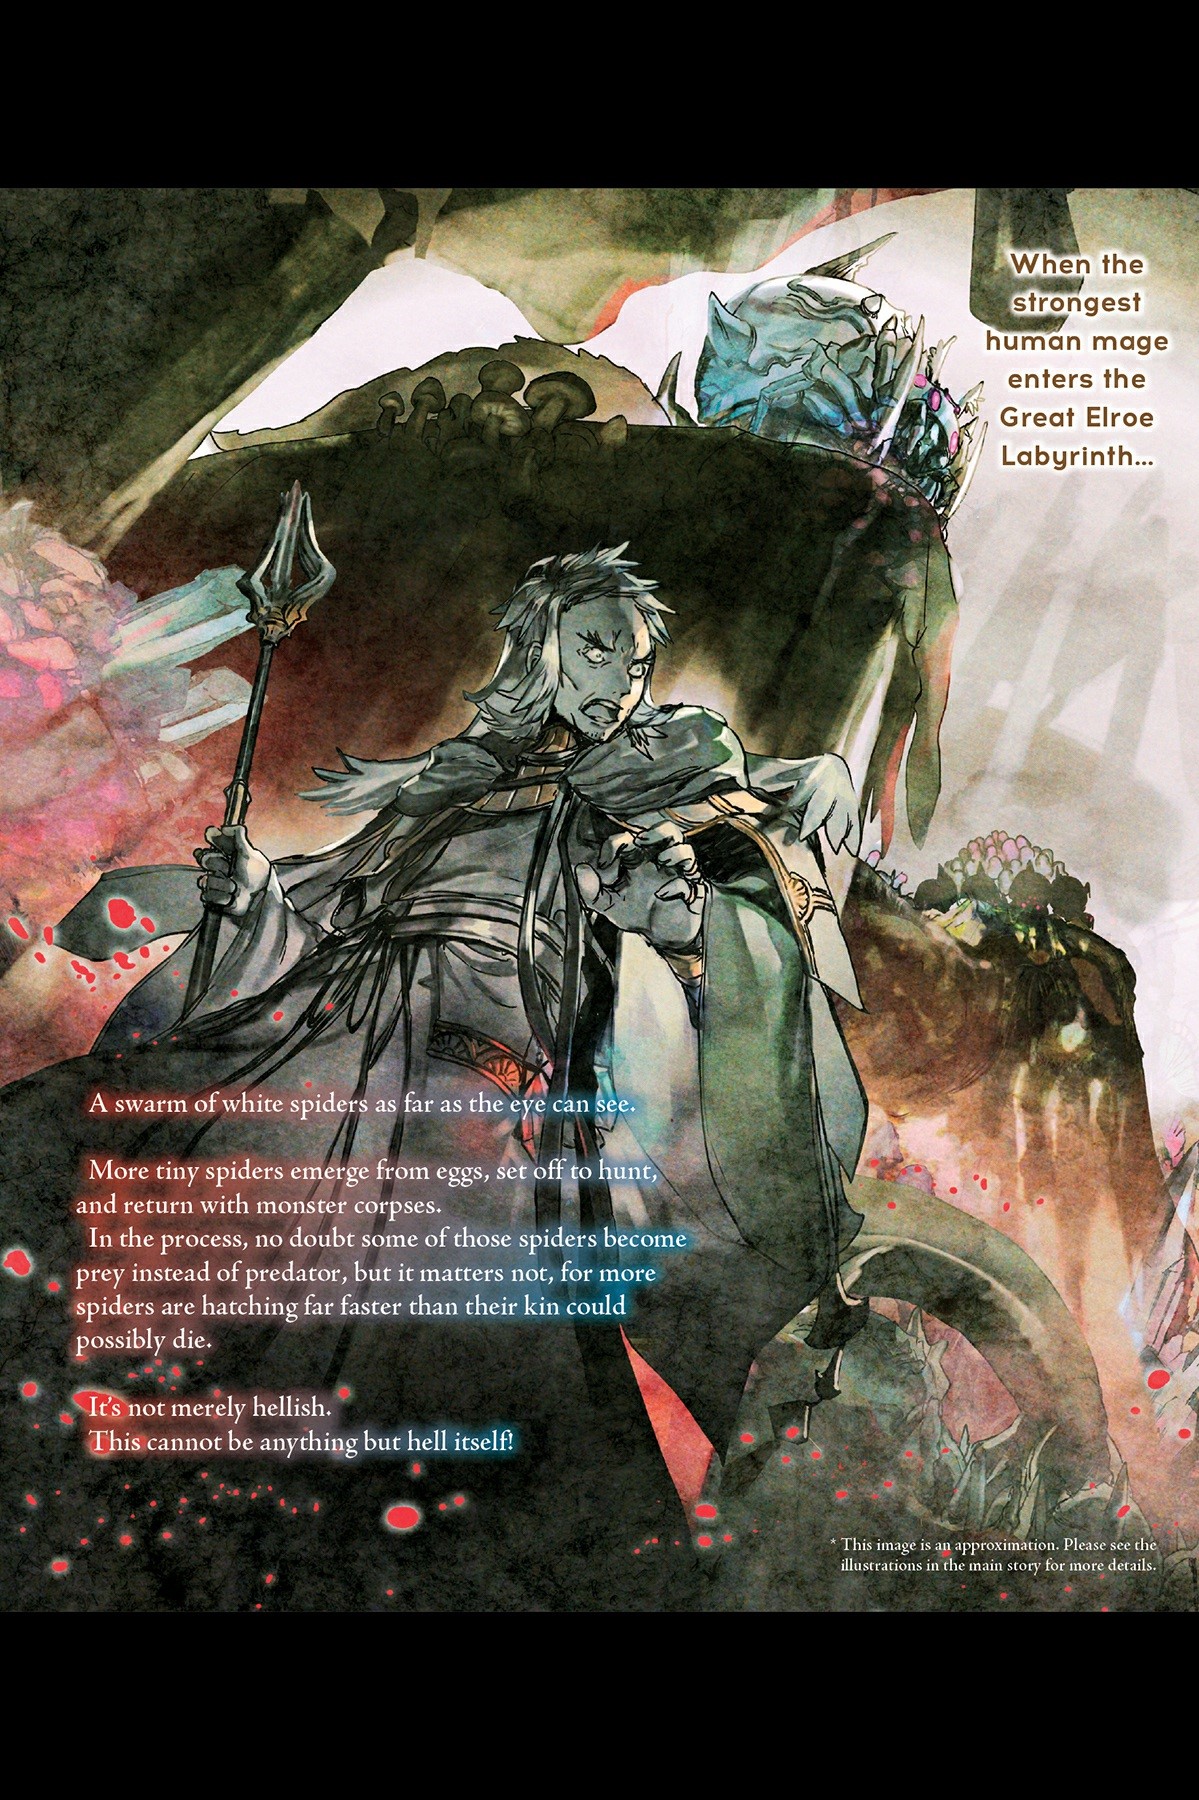 When the
strongest
human mage
enters the
Great Elroe
Labyrinth...
A swarm of white spiders as far as the eye can see.
More tiny spiders emerge from eggs, set off to hunt,
and return with monster corpses.
In the process, no doubt some of those spiders become
prey instead of predator, but it matters not, for more
spiders are hatching far faster than their kin could
possibly die.
It's not merely hellish.
This cannot be anything but hell itself!
* This image is an approximation. Please see the
illustrations in the main story for more details.